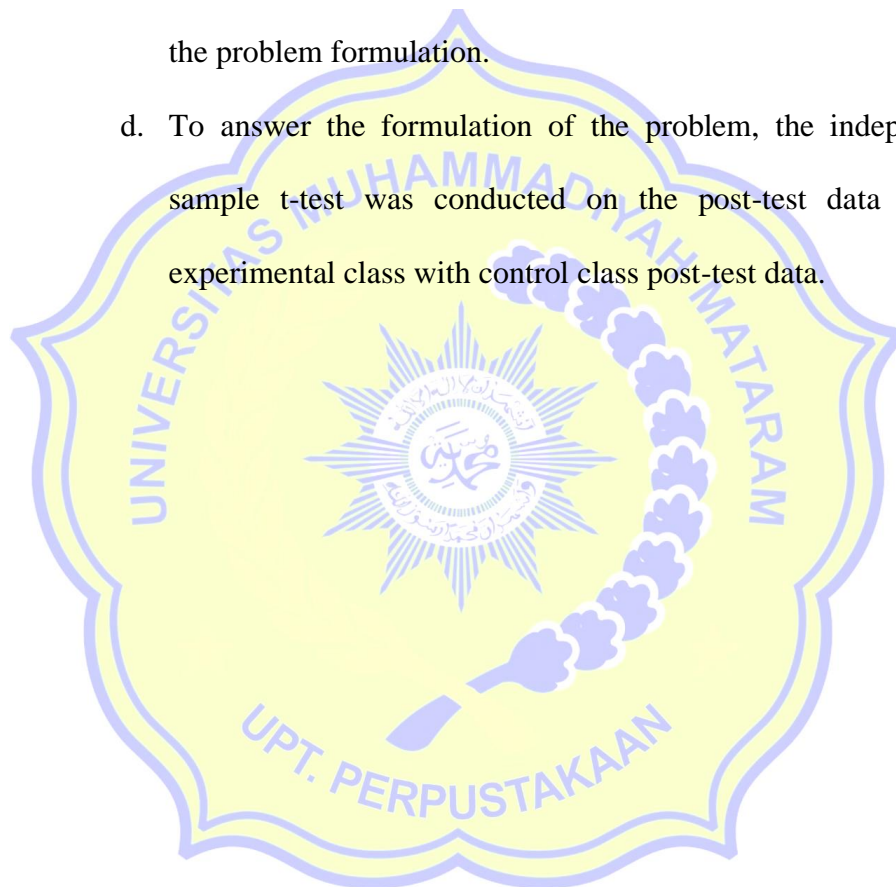 the problem formulation.
d. To answer the formulation of the problem, the indep
sample t-test was conducted on the post-test data
experimental class with control class post-test data.
UNIVERSITAS MUHAMMADIYAH MATARAM
UPT. PERPUSTAKAAN